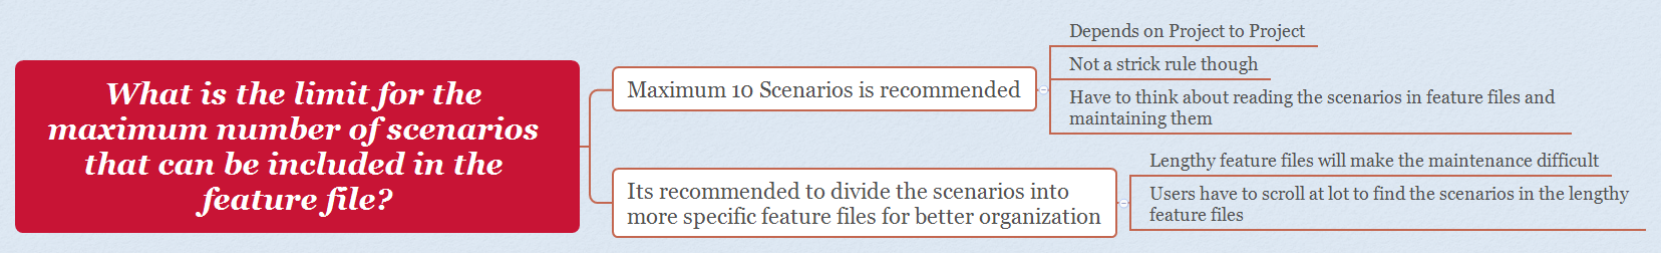 What is the limit for the
maximum number of scenarios
that can be included in the
feature file?
Maximum 10 Scenarios is recommended
Depends on Project to Project
Not a strick rule though
Have to think about reading the scenarios in feature files and
maintaining them
Its recommended to divide the scenarios into
more specific feature files for better organization
Lengthy feature files will make the maintenance difficult
Users have to scroll at lot to find the scenarios in the lengthy
feature files